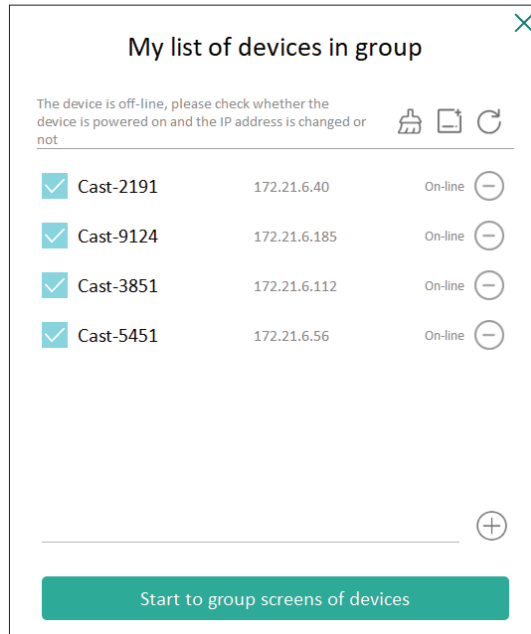 My list of devices in group
The device is off-line, please check whether the
device is powered on and the IP address is changed or
not
Cast-2191 172.21.6.40 On-line
Cast-9124 172.21.6.185 On-line
Cast-3851 172.21.6.112 On-line
Cast-5451 172.21.6.56 On-line
Start to group screens of devices